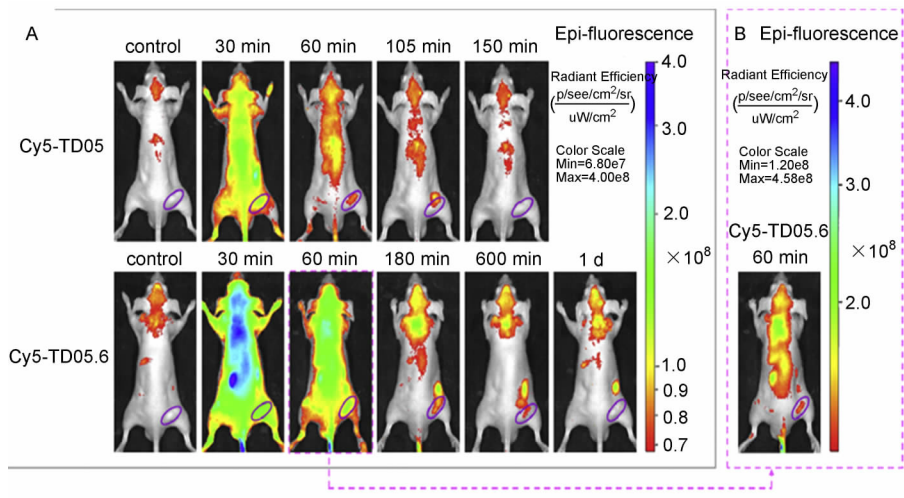 A
control 30 min 60 min 105 min 150 min
Epi-fluorescence
Radiant Efficiency
(p/see/cm²/sr
uW/cm²)
Color Scale
Min=6.80e7
Max=4.00e8
4.0
3.0
2.0
×10⁸
1.0
0.9
0.8
0.7
Cy5-TD05
control 30 min 60 min 180 min 600 min 1 d
Cy5-TD05.6
B
Epi-fluorescence
Radiant Efficiency
(p/see/cm²/sr
uW/cm²)
Color Scale
Min=1.20e8
Max=4.58e8
4.0
3.0
×10⁸
2.0
Cy5-TD05.6
60 min